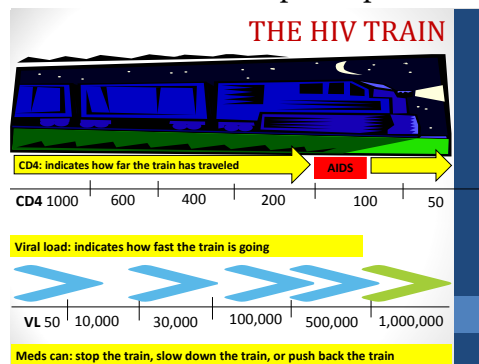 THE HIV TRAIN
CD4: indicates how far the train has traveled
AIDS
CD4 1000 600 400 200 100 50
Viral load: indicates how fast the train is going
VL 50 10,000 30,000 100,000 500,000 1,000,000
Meds can: stop the train, slow down the train, or push back the train